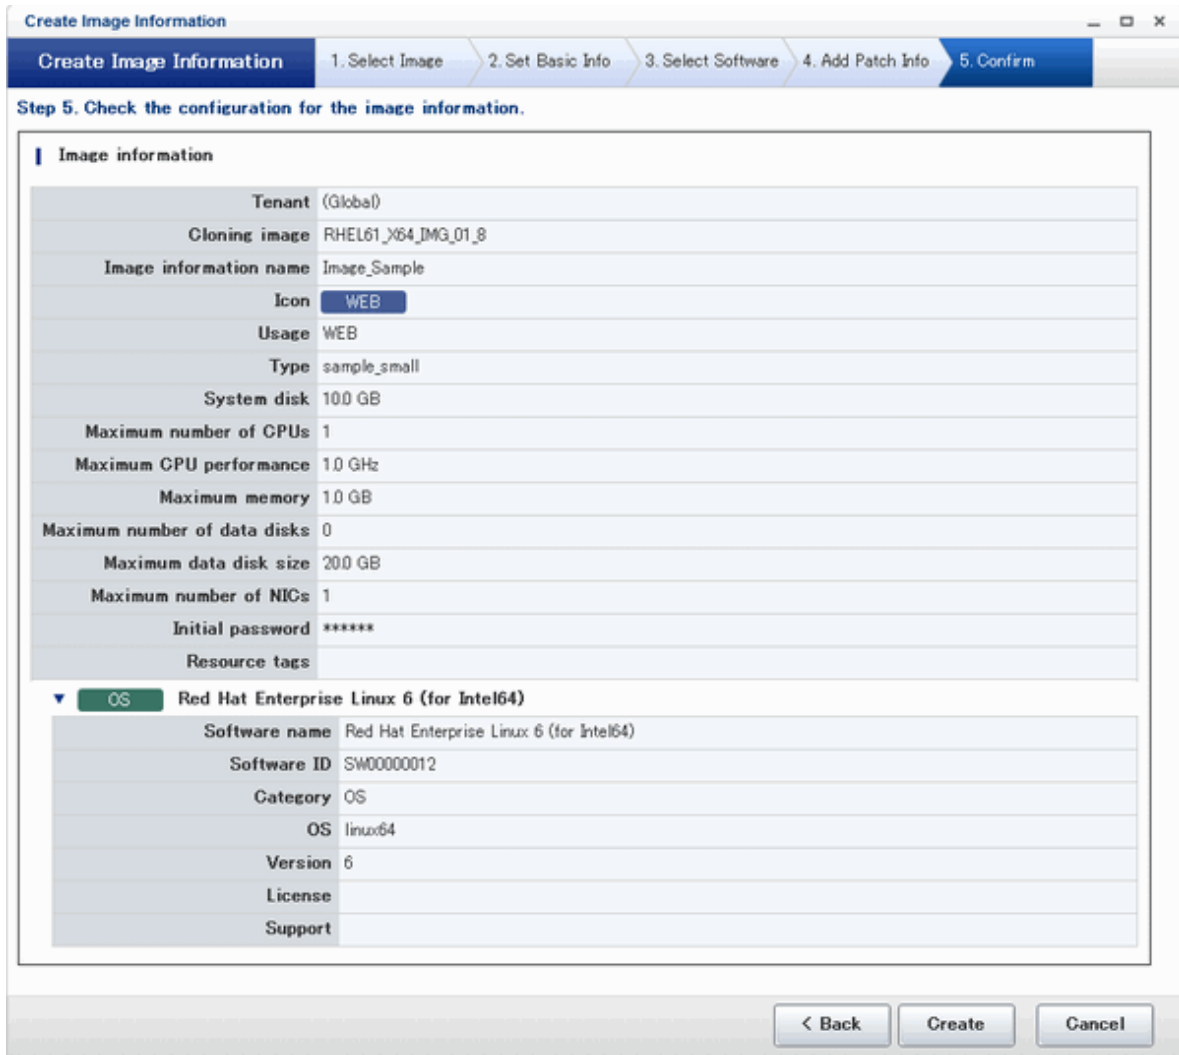 Create Image Information
Create Image Information 1. Select Image 2. Set Basic Info 3. Select Software 4. Add Patch Info 5. Confirm
Step 5. Check the configuration for the image information.
Image information
Tenant (Global)
Cloning image RHEL61_X64_IMG_01_8
Image information name Image_Sample
Icon WEB
Usage WEB
Type sample_small
System disk 10.0 GB
Maximum number of CPUs 1
Maximum CPU performance 1.0 GHz
Maximum memory 1.0 GB
Maximum number of data disks 0
Maximum data disk size 20.0 GB
Maximum number of NICs 1
Initial password ******
Resource tags
OS Red Hat Enterprise Linux 6 (for Intel64)
Software name Red Hat Enterprise Linux 6 (for Intel64)
Software ID SW00000012
Category OS
OS linux64
Version 6
License
Support
< Back Create Cancel